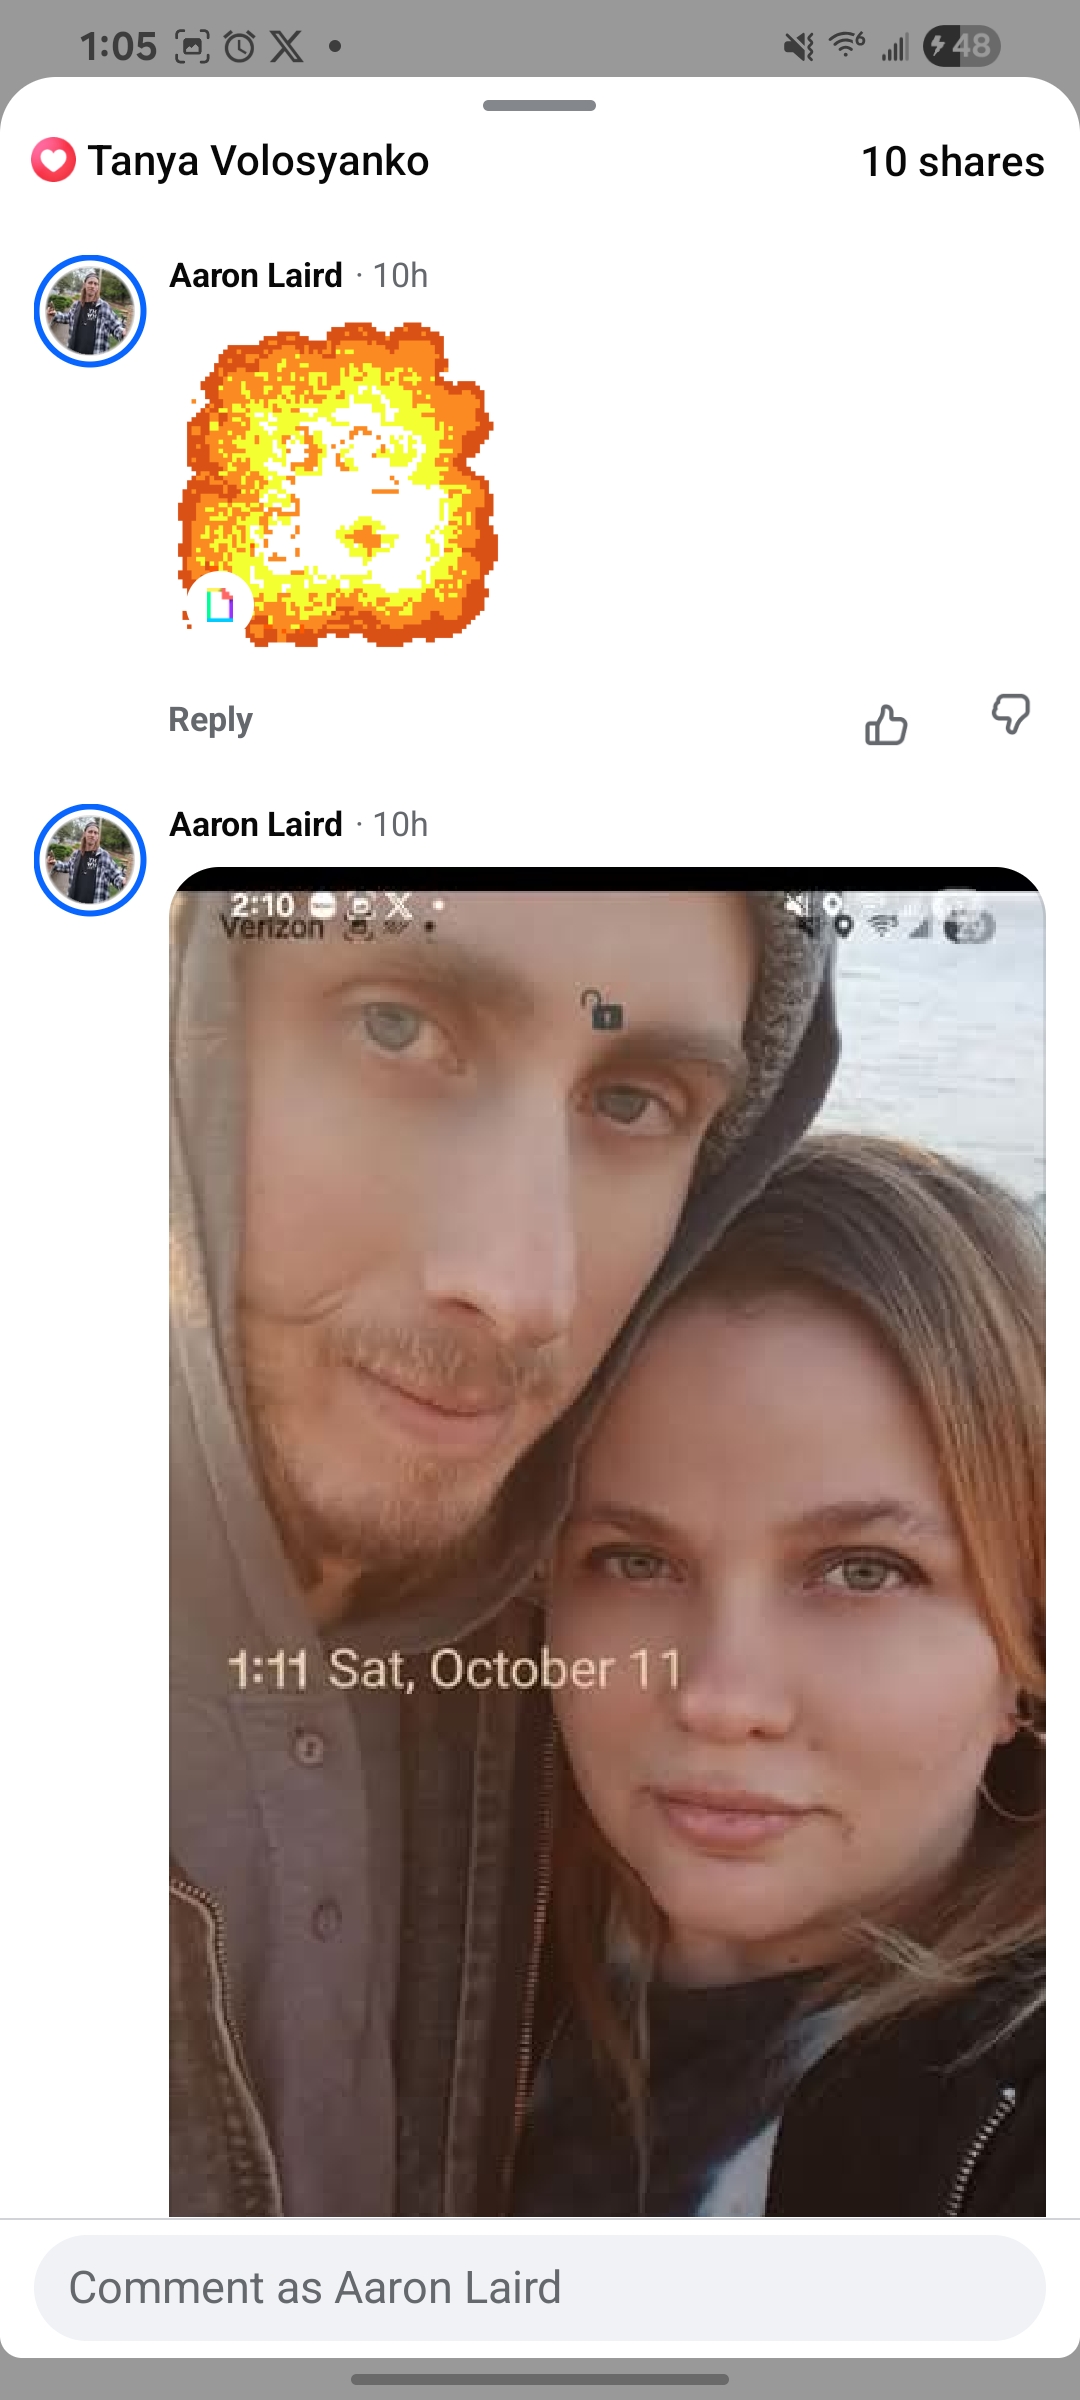 1:05
48
Tanya Volosyanko
10 shares
Aaron Laird · 10h
Reply
Aaron Laird · 10h
2:10
Verizon
1:11 Sat, October 11
Comment as Aaron Laird